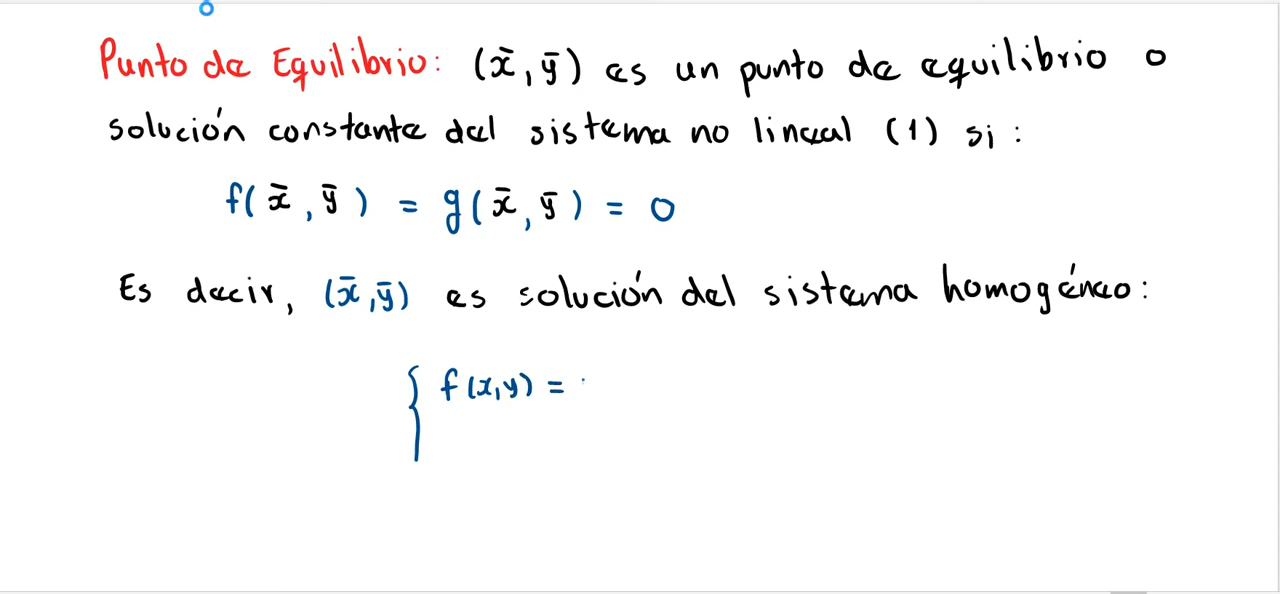 Punto de Equilibrio: (x̄, ȳ) es un punto de equilibrio o
solución constante del sistema no lineal (1) si:
f(x̄, ȳ) = g(x̄, ȳ) = 0
Es decir, (x̄, ȳ) es solución del sistema homogéneo:
{ f(x,y) =